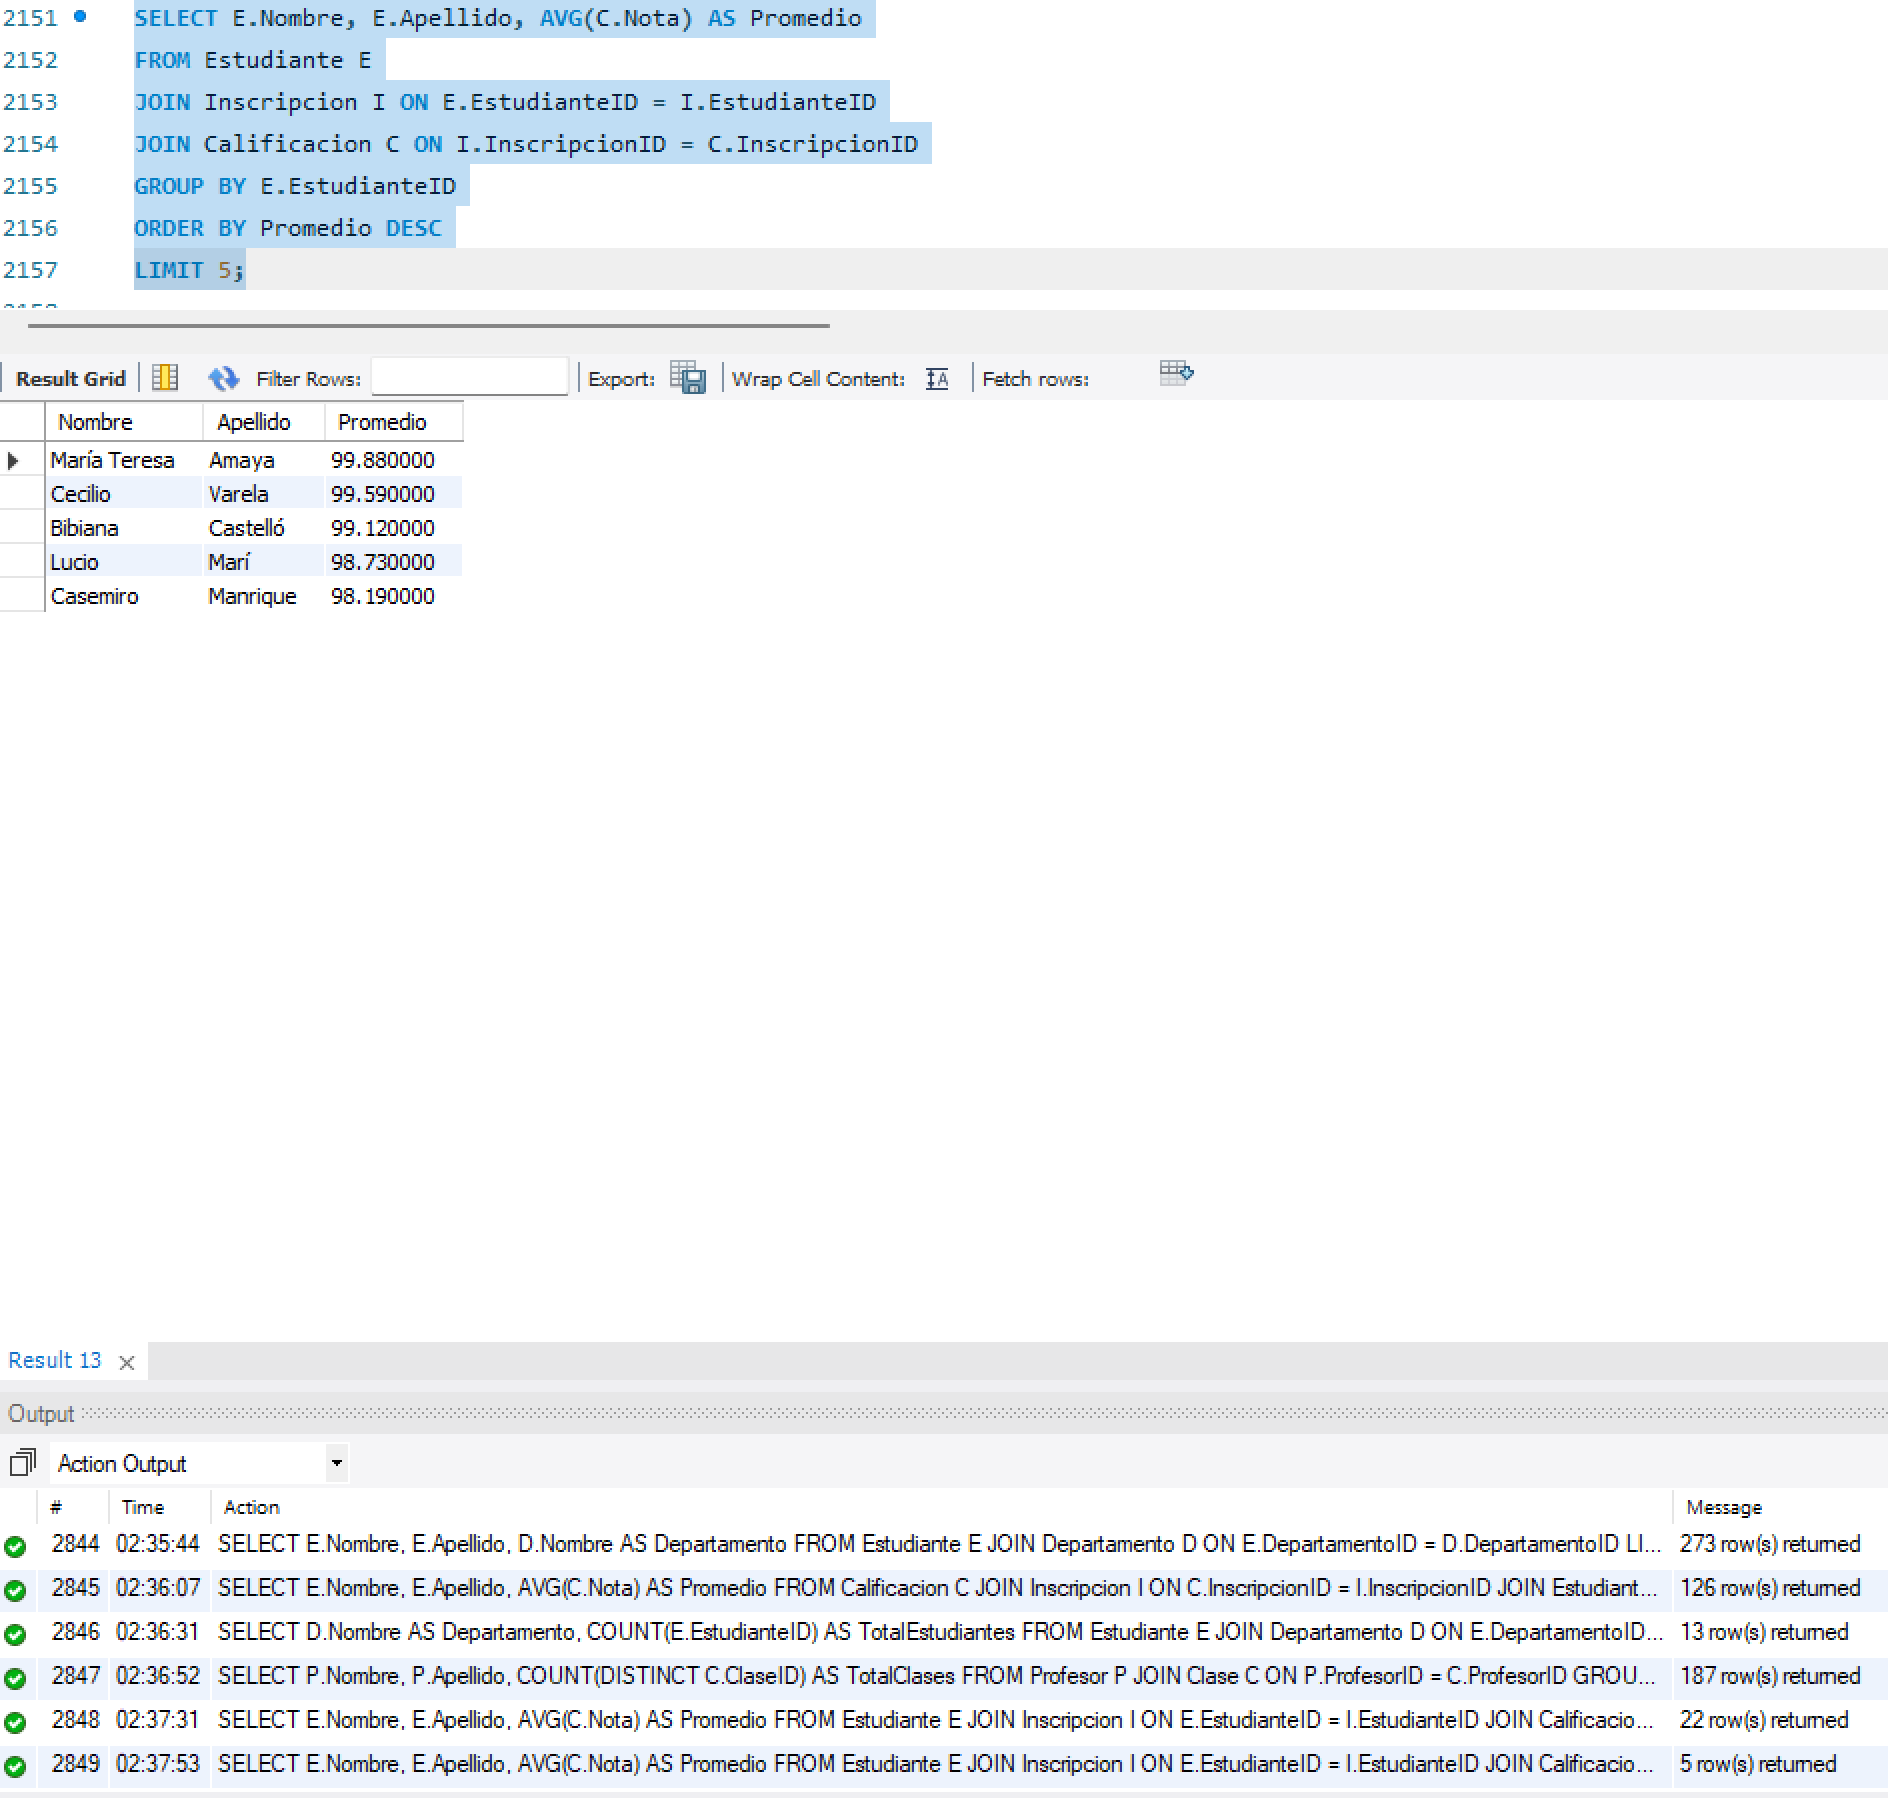 2151 SELECT E.Nombre, E.Apellido, AVG(C.Nota) AS Promedio
2152 FROM Estudiante E
2153 JOIN Inscripcion I ON E.EstudianteID = I.EstudianteID
2154 JOIN Calificacion C ON I.InscripcionID = C.InscripcionID
2155 GROUP BY E.EstudianteID
2156 ORDER BY Promedio DESC
2157 LIMIT 5;
Result Grid Filter Rows: Export: Wrap Cell Content: Fetch rows:
Nombre Apellido Promedio
María Teresa Amaya 99.880000
Cecilio Varela 99.590000
Bibiana Castelló 99.120000
Lucio Marí 98.730000
Casemiro Manrique 98.190000
Result 13
Output
Action Output
# Time Action Message
2844 02:35:44 SELECT E.Nombre, E.Apellido, D.Nombre AS Departamento FROM Estudiante E JOIN Departamento D ON E.DepartamentoID = D.DepartamentoID LI... 273 row(s) returned
2845 02:36:07 SELECT E.Nombre, E.Apellido, AVG(C.Nota) AS Promedio FROM Calificacion C JOIN Inscripcion I ON C.InscripcionID = I.InscripcionID JOIN Estudiant... 126 row(s) returned
2846 02:36:31 SELECT D.Nombre AS Departamento, COUNT(E.EstudianteID) AS TotalEstudiantes FROM Estudiante E JOIN Departamento D ON E.DepartamentoID... 13 row(s) returned
2847 02:36:52 SELECT P.Nombre, P.Apellido, COUNT(DISTINCT C.ClaseID) AS TotalClases FROM Profesor P JOIN Clase C ON P.ProfesorID = C.ProfesorID GROU... 187 row(s) returned
2848 02:37:31 SELECT E.Nombre, E.Apellido, AVG(C.Nota) AS Promedio FROM Estudiante E JOIN Inscripcion I ON E.EstudianteID = I.EstudianteID JOIN Calificacio... 22 row(s) returned
2849 02:37:53 SELECT E.Nombre, E.Apellido, AVG(C.Nota) AS Promedio FROM Estudiante E JOIN Inscripcion I ON E.EstudianteID = I.EstudianteID JOIN Calificacio... 5 row(s) returned